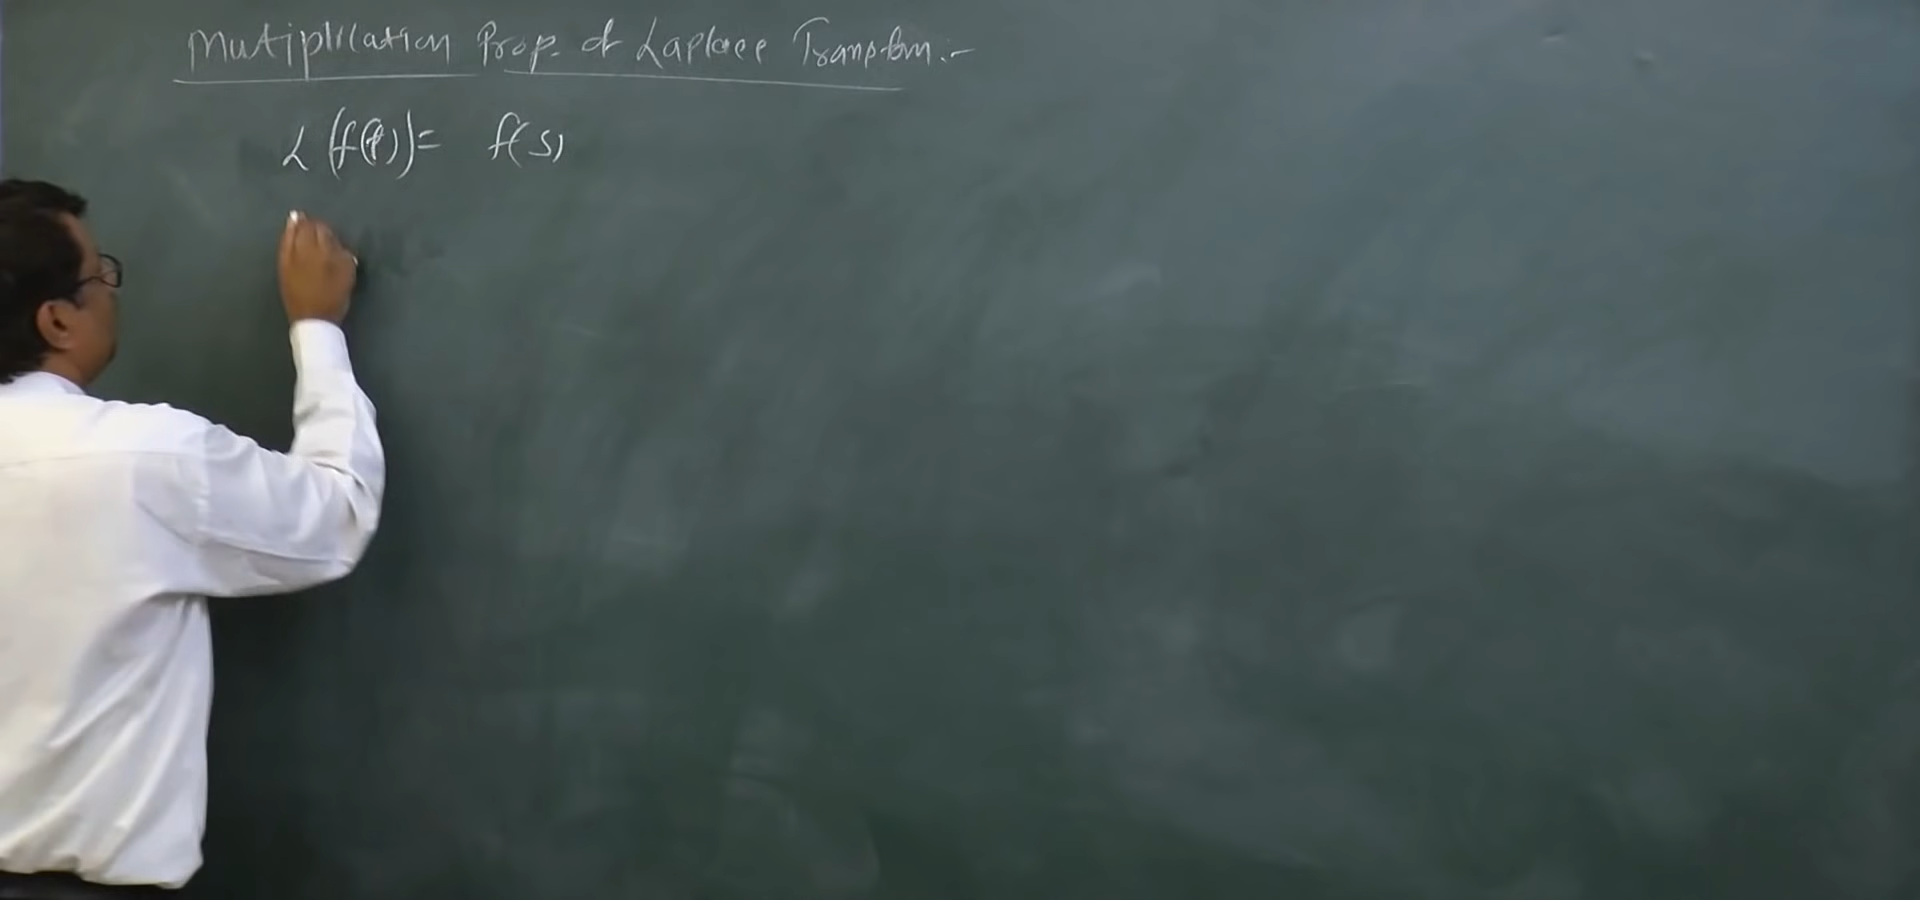 Mutiplication Prop. of Laplace Transform:-
L(f(t)) = f(s)